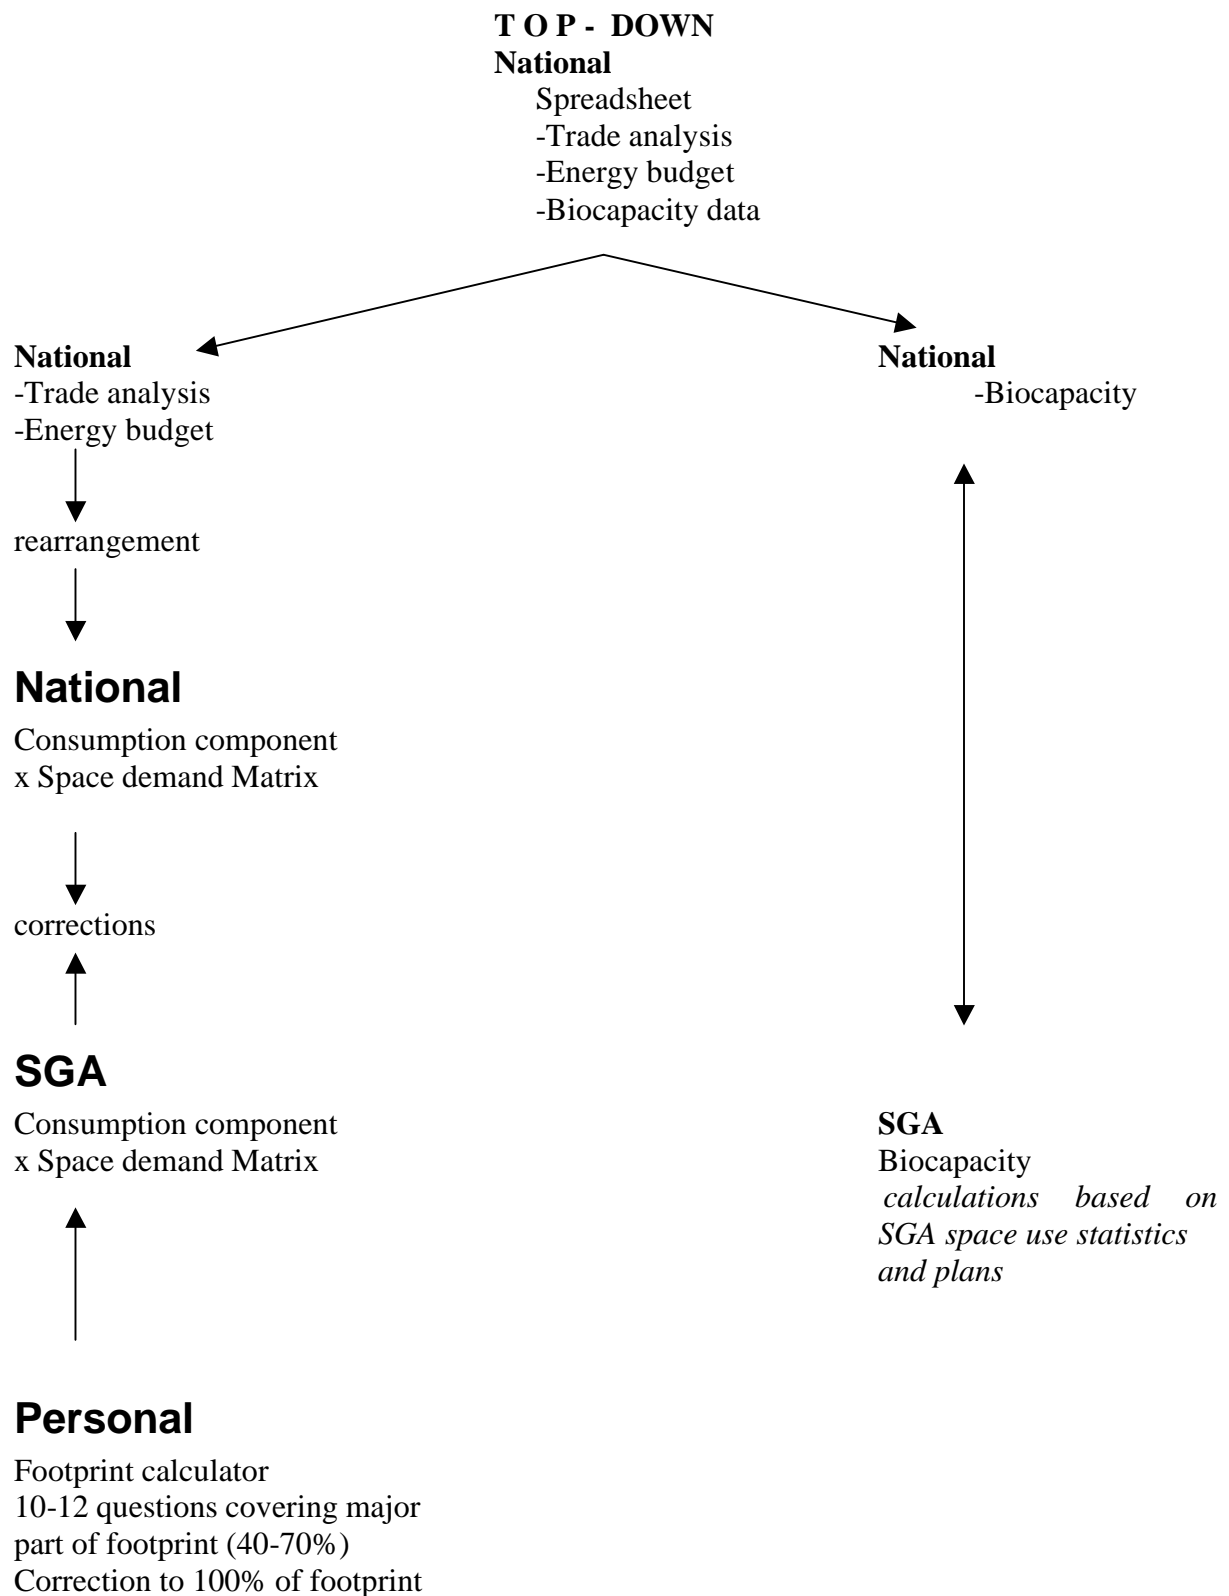 T O P - DOWN
National
Spreadsheet
-Trade analysis
-Energy budget
-Biocapacity data
National
-Trade analysis
-Energy budget
rearrangement
National
Consumption component
x Space demand Matrix
corrections
SGA
Consumption component
x Space demand Matrix
Personal
Footprint calculator
10-12 questions covering major
part of footprint (40-70%)
Correction to 100% of footprint
National
-Biocapacity
SGA
Biocapacity
calculations based on
SGA space use statistics
and plans